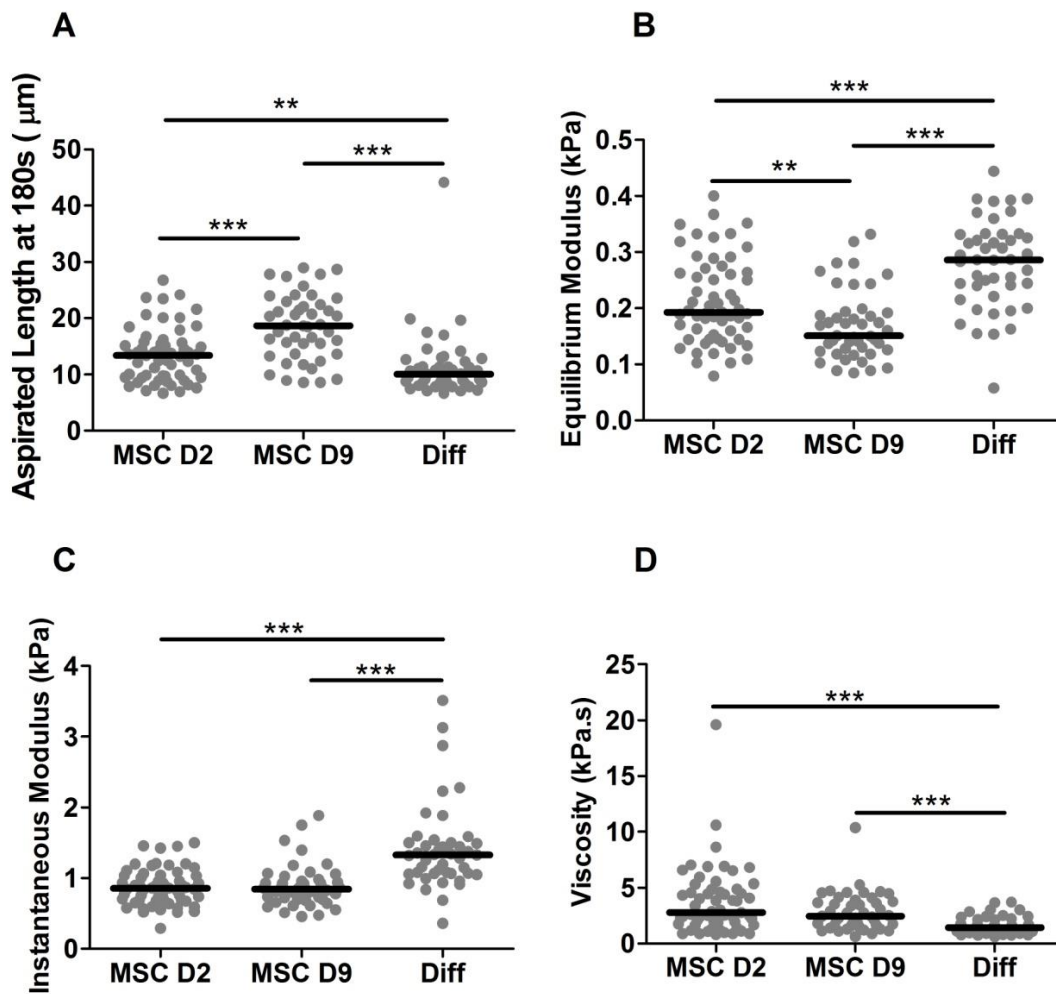 A
Aspirated Length at 180s ( μm)
50
40
30
20
10
0
**
***
***
MSC D2 MSC D9 Diff
B
Equilibrium Modulus (kPa)
0.5
0.4
0.3
0.2
0.1
0.0
***
***
**
MSC D2 MSC D9 Diff
C
Instantaneous Modulus (kPa)
4
3
2
1
0
***
***
MSC D2 MSC D9 Diff
D
Viscosity (kPa.s)
25
20
15
10
5
0
***
***
MSC D2 MSC D9 Diff